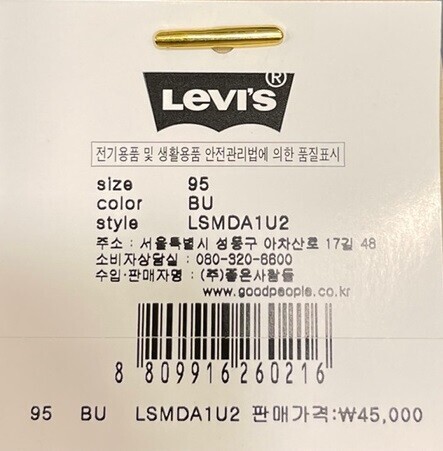 LEVI'S®
전기용품 및 생활용품 안전관리법에 의한 품질표시
size 95
color BU
style LSMDA1U2
주소 : 서울특별시 성동구 아차산로 17길 48
소비자상담실 : 080-320-6600
수입·판매자명 : (주)좋은사람들
www.goodpeople.co.kr
8 809916 260216
95 BU LSMDA1U2 판매가격:₩45,000